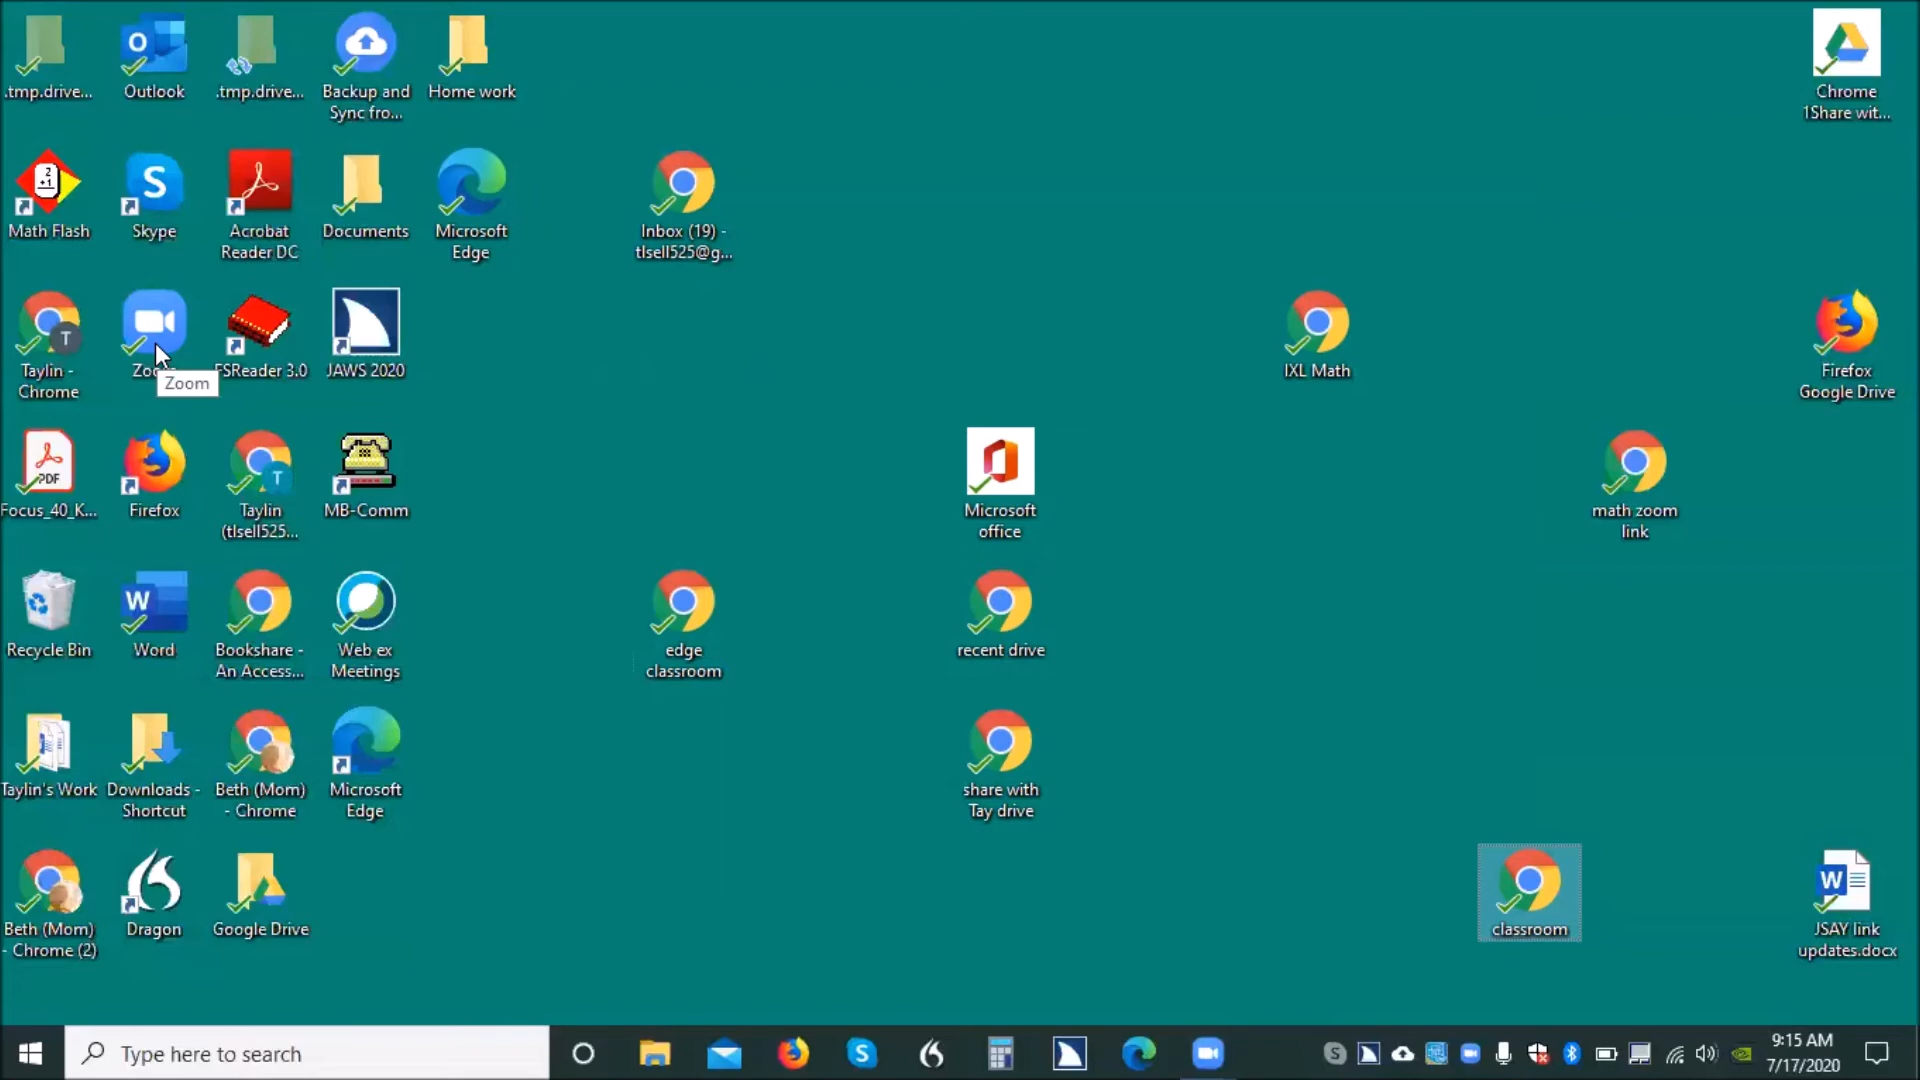 .tmp.drive...
Outlook
.tmp.drive...
Backup and
Sync fro...
Home work
Chrome
1Share wit...
Math Flash
Skype
Acrobat
Reader DC
Documents
Microsoft
Edge
Inbox (19) -
tlsell525@g...
Taylin -
Chrome
Zoom
FSReader 3.0
JAWS 2020
IXL Math
Firefox
Google Drive
Focus_40_K...
Firefox
Taylin
(tlsell525...
MB-Comm
Microsoft
office
math zoom
link
Recycle Bin
Word
Bookshare -
An Access...
Web ex
Meetings
edge
classroom
recent drive
Taylin's Work
Downloads -
Shortcut
Beth (Mom)
- Chrome
Microsoft
Edge
share with
Tay drive
Beth (Mom)
- Chrome (2)
Dragon
Google Drive
classroom
JSAY link
updates.docx
Type here to search
9:15 AM
7/17/2020